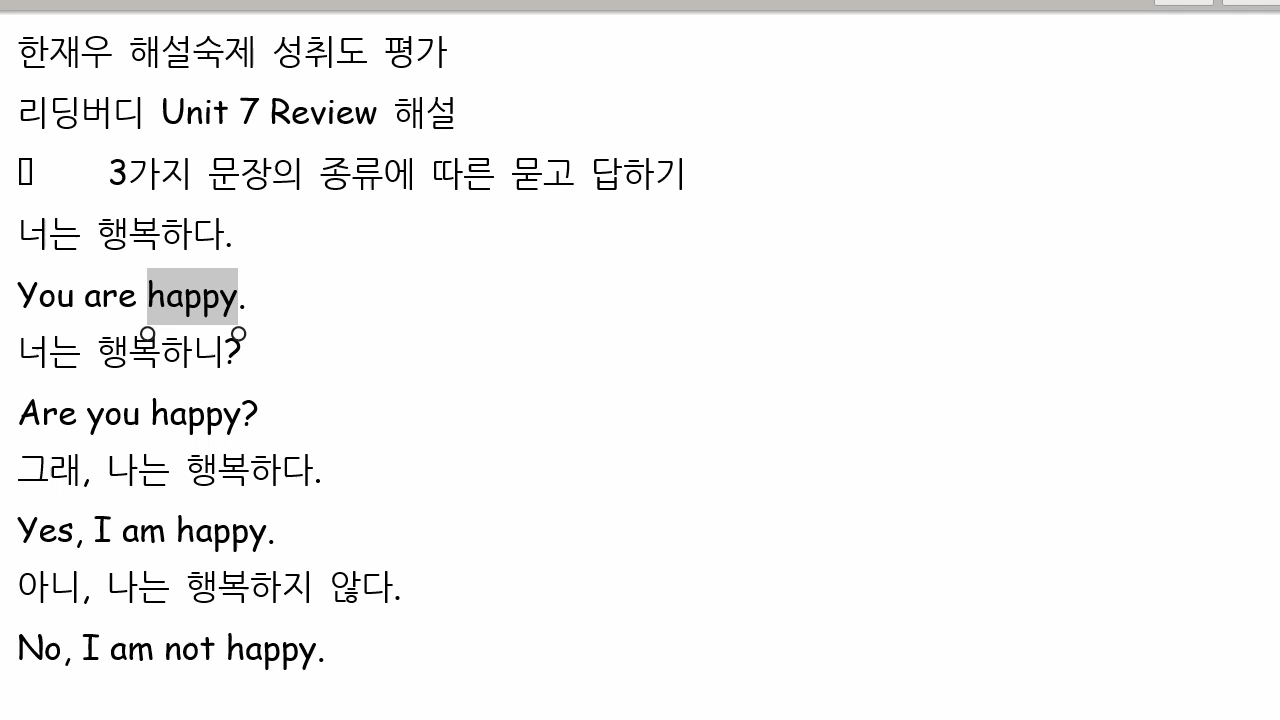 한재우 해설숙제 성취도 평가
리딩버디 Unit 7 Review 해설
3가지 문장의 종류에 따른 묻고 답하기
너는 행복하다.
You are happy.
너는 행복하니?
Are you happy?
그래, 나는 행복하다.
Yes, I am happy.
아니, 나는 행복하지 않다.
No, I am not happy.